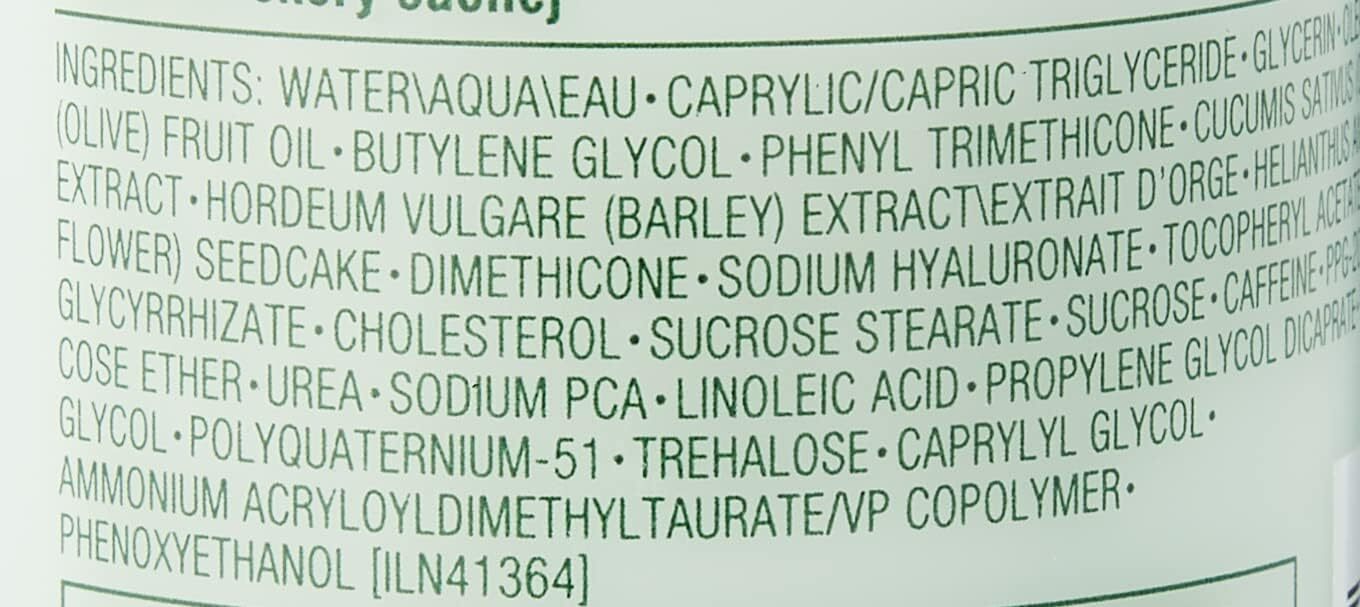 INGREDIENTS: WATER\AQUA\EAU • CAPRYLIC/CAPRIC TRIGLYCERIDE • GLYCERIN •
(OLIVE) FRUIT OIL • BUTYLENE GLYCOL • PHENYL TRIMETHICONE • CUCUMIS SATIVUS
EXTRACT • HORDEUM VULGARE (BARLEY) EXTRACT\EXTRAIT D'ORGE • HELIANTHUS
FLOWER) SEEDCAKE • DIMETHICONE • SODIUM HYALURONATE • TOCOPHERYL ACETATE
GLYCYRRHIZATE • CHOLESTEROL • SUCROSE STEARATE • SUCROSE • CAFFEINE •
COSE ETHER • UREA • SODIUM PCA • LINOLEIC ACID • PROPYLENE GLYCOL DICAPRATE •
GLYCOL • POLYQUATERNIUM-51 • TREHALOSE • CAPRYLYL GLYCOL •
AMMONIUM ACRYLOYLDIMETHYLTAURATE/VP COPOLYMER •
PHENOXYETHANOL [ILN41364]